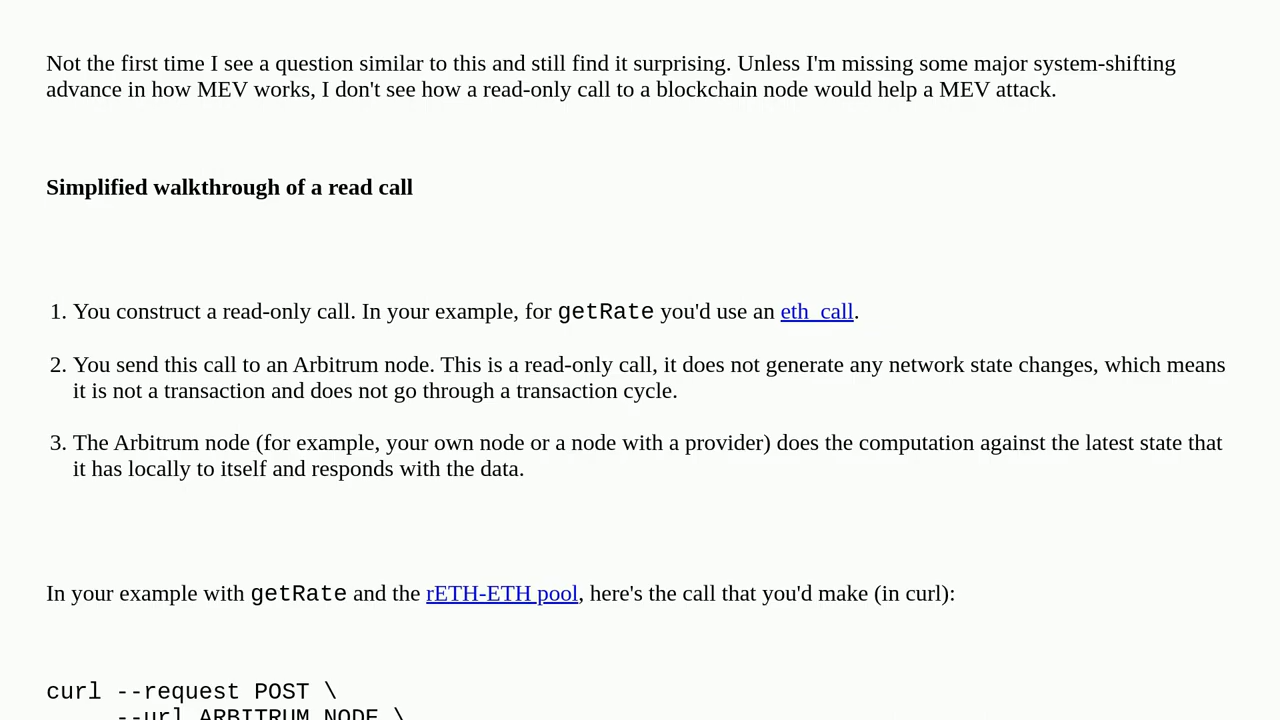 Not the first time I see a question similar to this and still find it surprising. Unless I'm missing some major system-shifting
advance in how MEV works, I don't see how a read-only call to a blockchain node would help a MEV attack.
Simplified walkthrough of a read call
1. You construct a read-only call. In your example, for getRate you'd use an eth_call.
2. You send this call to an Arbitrum node. This is a read-only call, it does not generate any network state changes, which means
it is not a transaction and does not go through a transaction cycle.
3. The Arbitrum node (for example, your own node or a node with a provider) does the computation against the latest state that
it has locally to itself and responds with the data.
In your example with getRate and the rETH-ETH pool, here's the call that you'd make (in curl):
curl --request POST \
--url ARBITRUM_NODE \